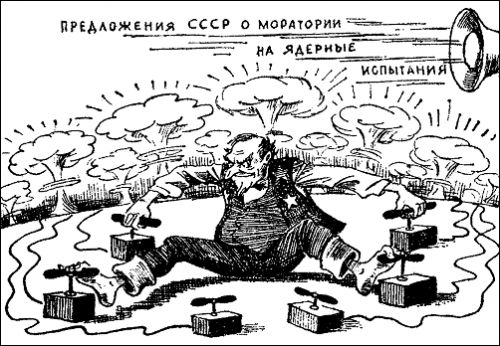 ПРЕДЛОЖЕНИЯ СССР О МОРАТОРИИ
НА ЯДЕРНЫЕ
ИСПЫТАНИЯ